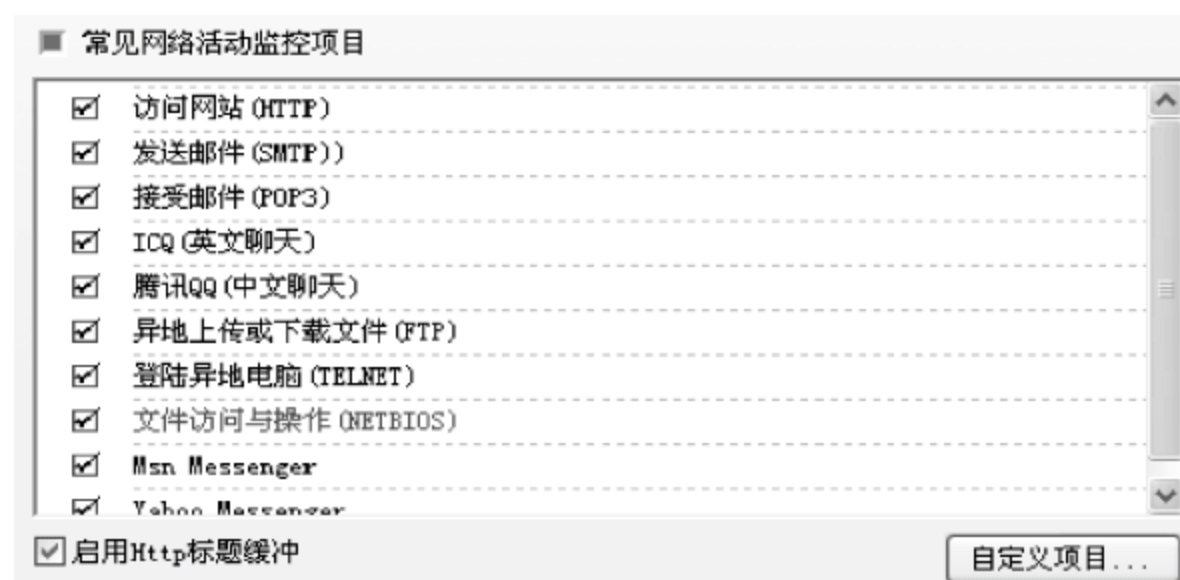 常见网络活动监控项目
访问网站(HTTP)
发送邮件(SMTP))
接受邮件(POP3)
ICQ(英文聊天)
腾讯QQ(中文聊天)
异地上传或下载文件(FTP)
登陆异地电脑(TELNET)
文件访问与操作(NETBIOS)
Msn Messenger
Yahoo Messenger
启用Http标题缓冲
自定义项目...